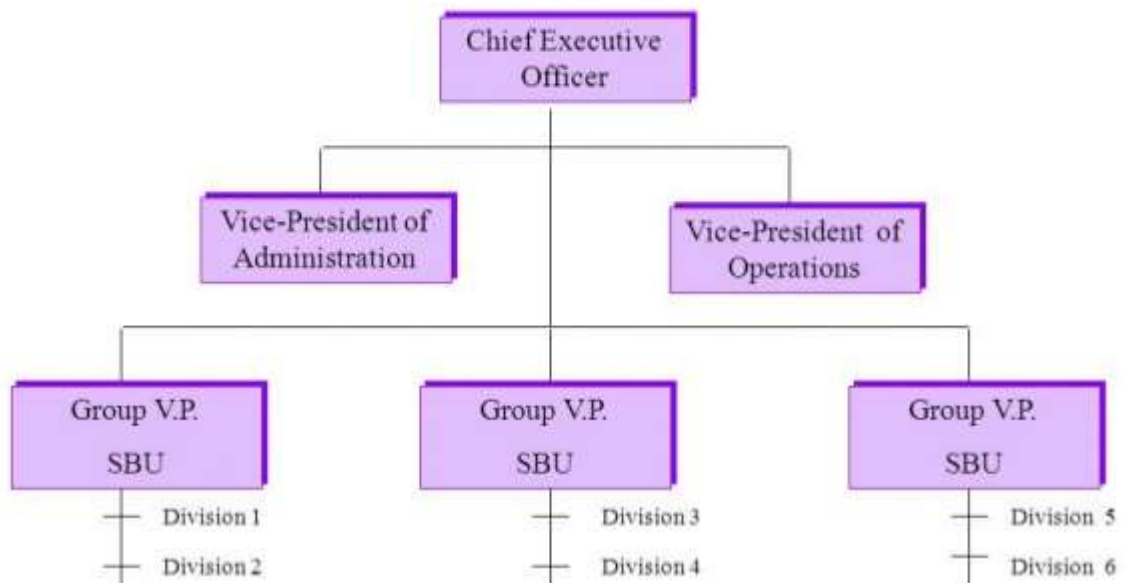 Chief Executive
Officer
Vice-President of
Administration
Vice-President of
Operations
Group V.P.
SBU
Group V.P.
SBU
Group V.P.
SBU
Division 1
Division 2
Division 3
Division 4
Division 5
Division 6